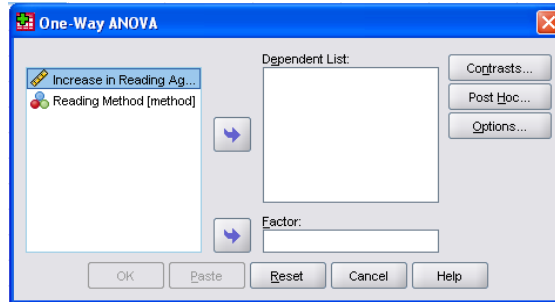 One-Way ANOVA
Increase in Reading Ag...
Reading Method [method]
Dependent List:
Factor:
Contrasts...
Post Hoc...
Options...
OK
Paste
Reset
Cancel
Help